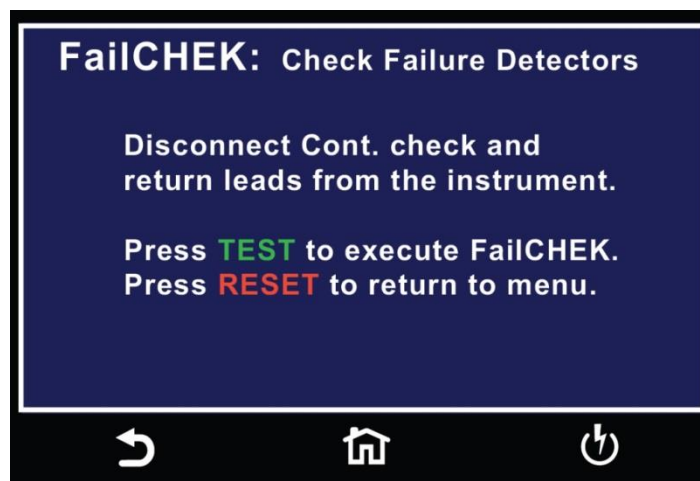 FailCHEK: Check Failure Detectors
Disconnect Cont. check and
return leads from the instrument.
Press TEST to execute FailCHEK.
Press RESET to return to menu.